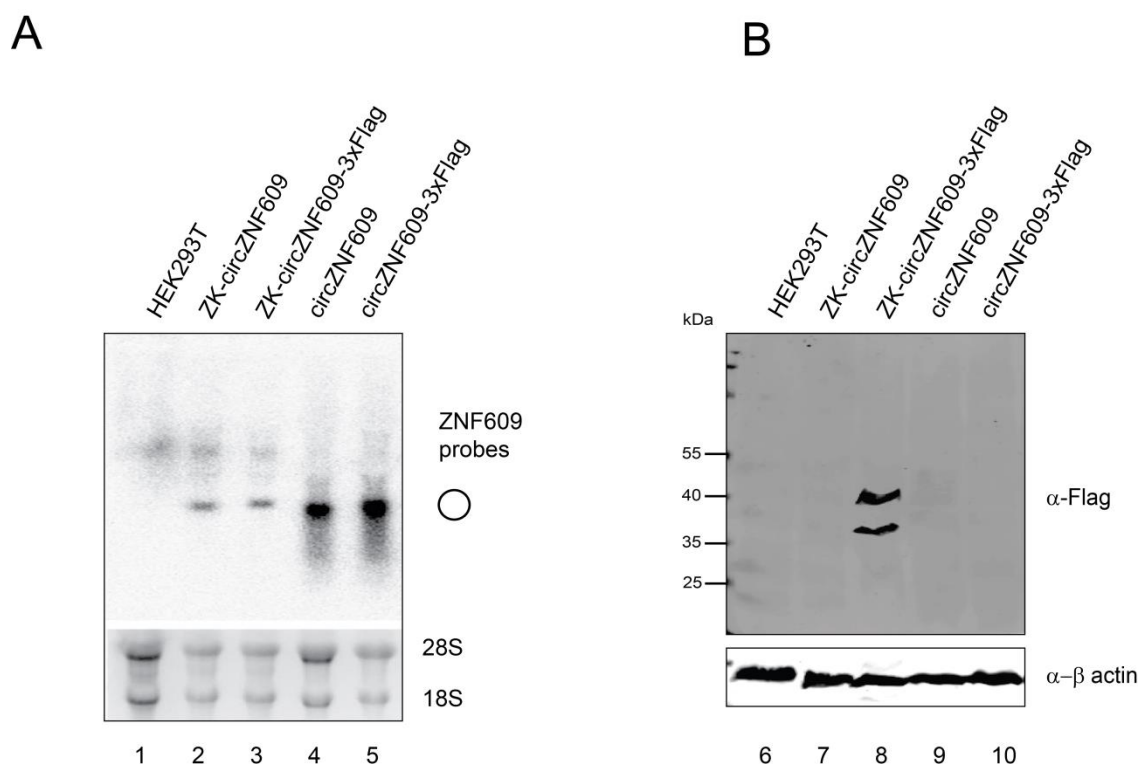 A
HEK293T
ZK-circZNF609
ZK-circZNF609-3xFlag
circZNF609
circZNF609-3xFlag
ZNF609
probes
28S
18S
1 2 3 4 5
B
HEK293T
ZK-circZNF609
ZK-circZNF609-3xFlag
circZNF609
circZNF609-3xFlag
kDa
55
40
35
25
α-Flag
α−β actin
6 7 8 9 10